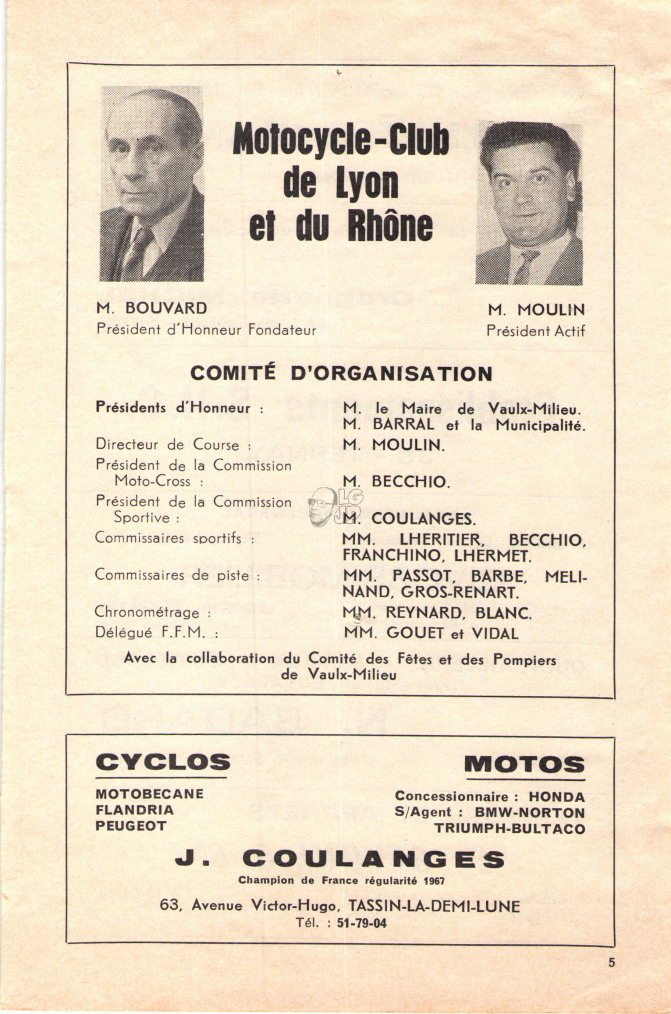 Motocycle-Club
de Lyon
et du Rhône
M. BOUVARD
Président d'Honneur Fondateur
M. MOULIN
Président Actif
COMITÉ D'ORGANISATION
Présidents d'Honneur : M. le Maire de Vaulx-Milieu.
M. BARRAL et la Municipalité.
Directeur de Course : M. MOULIN.
Président de la Commission
Moto-Cross : M. BECCHIO.
Président de la Commission
Sportive : M. COULANGES.
Commissaires sportifs : MM. LHERITIER, BECCHIO,
FRANCHINO, LHERMET.
Commissaires de piste : MM. PASSOT, BARBE, MELI-
NAND, GROS-RENART.
Chronométrage : MM. REYNARD, BLANC.
Délégué F.F.M. : MM. GOUET et VIDAL
Avec la collaboration du Comité des Fêtes et des Pompiers
de Vaulx-Milieu
LG
JP
CYCLOS
MOTOBECANE
FLANDRIA
PEUGEOT
MOTOS
Concessionnaire : HONDA
S/Agent : BMW-NORTON
TRIUMPH-BULTACO
J. COULANGES
Champion de France régularité 1967
63, Avenue Victor-Hugo, TASSIN-LA-DEMI-LUNE
Tél. : 51-79-04
5